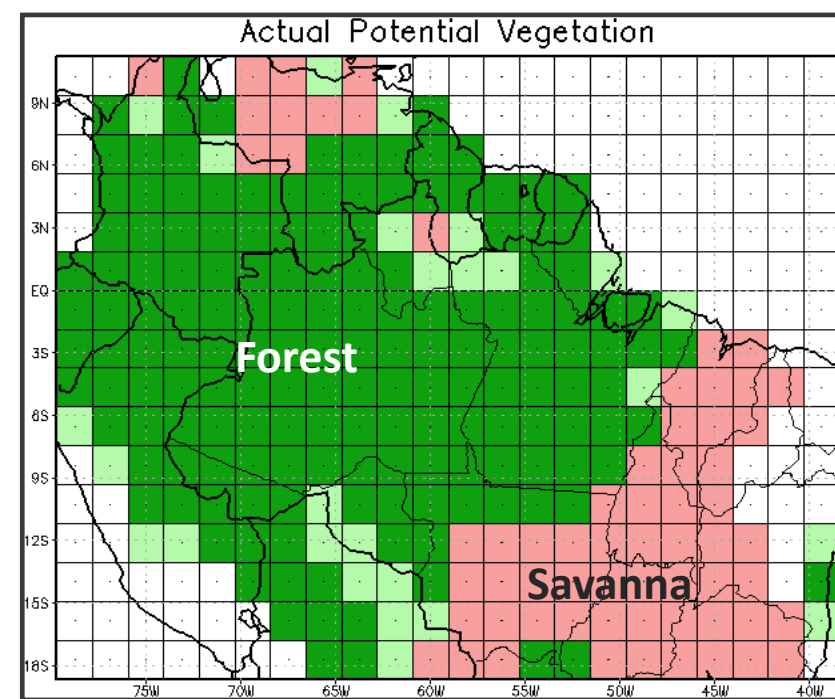 Actual Potential Vegetation
9N
6N
3N
EQ
3S
Forest
6S
9S
12S
Savanna
15S
18S
75W 70W 65W 60W 55W 50W 45W 40W